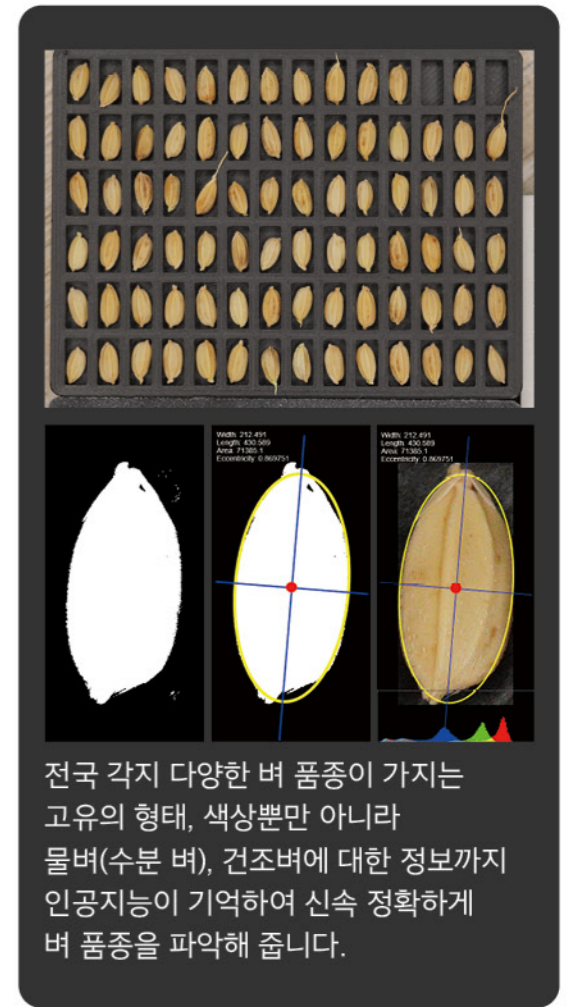 Width: 212.491
Length: 430.589
Area: 71385.1
Eccentricity: 0.869751
Width: 212.491
Length: 430.589
Area: 71385.1
Eccentricity: 0.869751
전국 각지 다양한 벼 품종이 가지는
고유의 형태, 색상뿐만 아니라
물벼(수분 벼), 건조벼에 대한 정보까지
인공지능이 기억하여 신속 정확하게
벼 품종을 파악해 줍니다.